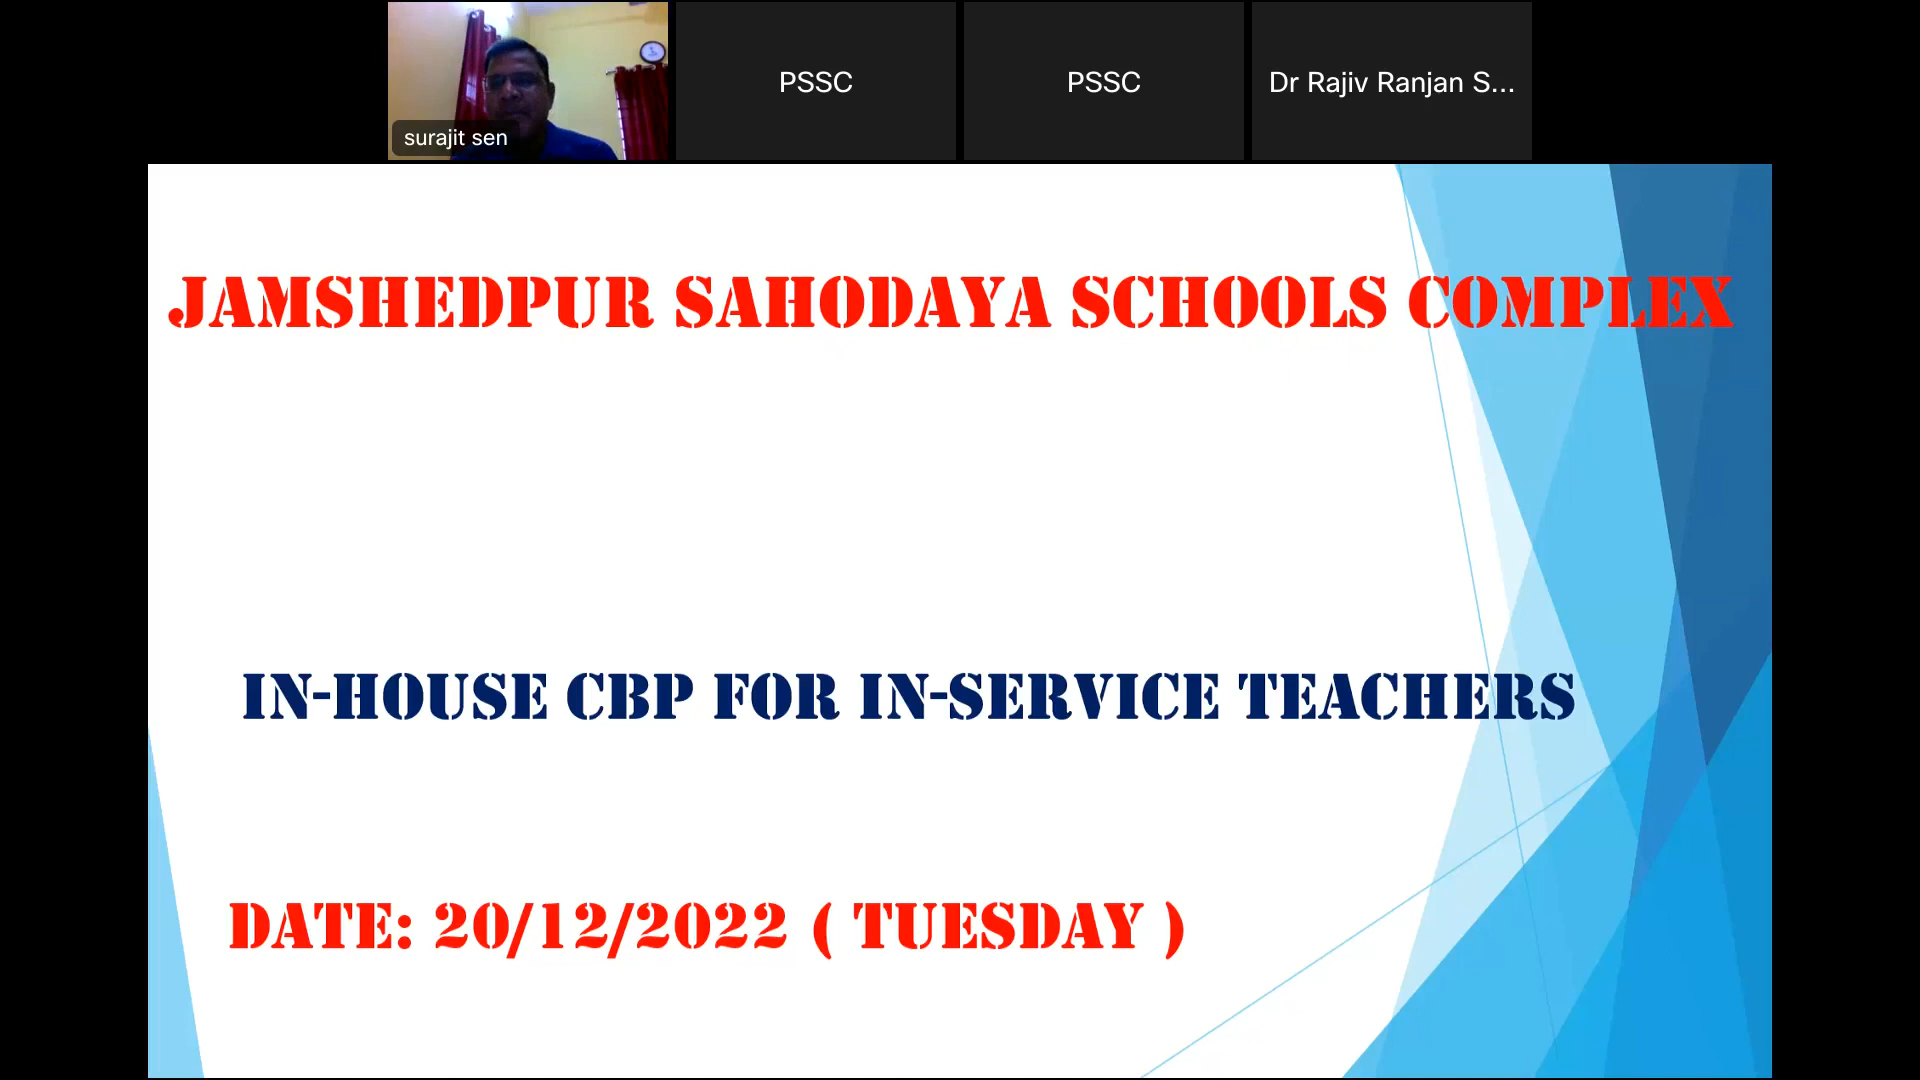 surajit sen
PSSC
PSSC
Dr Rajiv Ranjan S...
JAMSHEDPUR SAHODAYA SCHOOLS COMPLEX
IN-HOUSE CBP FOR IN-SERVICE TEACHERS
DATE: 20/12/2022 ( TUESDAY )